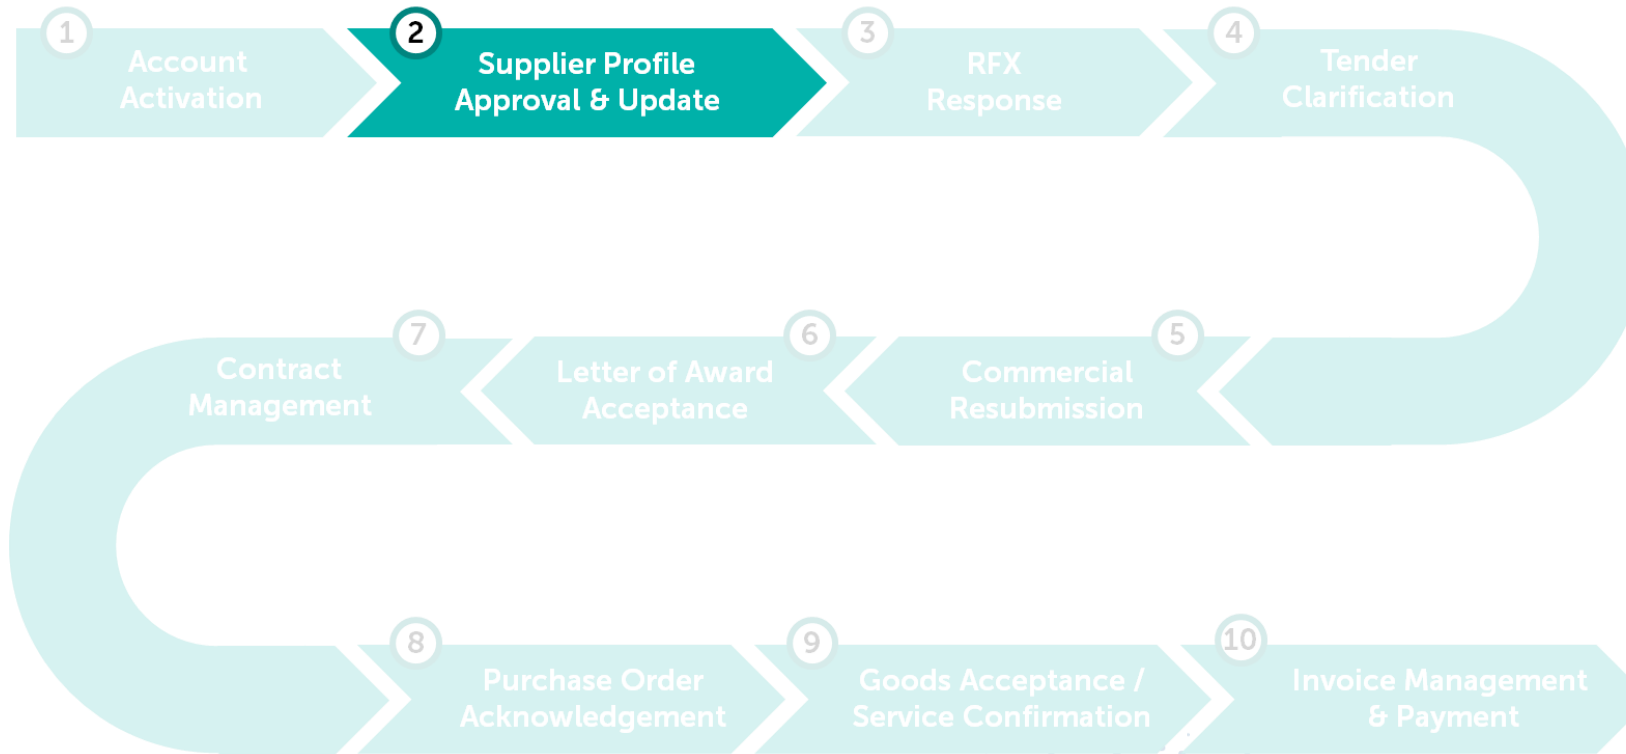 1
Account
Activation
2
Supplier Profile
Approval & Update
3
RFX
Response
4
Tender
Clarification
5
Commercial
Resubmission
6
Letter of Award
Acceptance
7
Contract
Management
8
Purchase Order
Acknowledgement
9
Goods Acceptance /
Service Confirmation
10
Invoice Management
& Payment